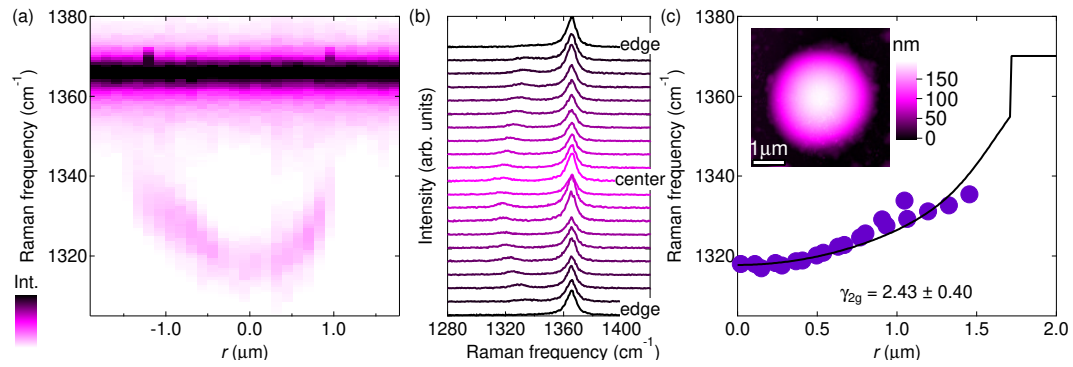 (a)
1380
1360
1340
1320
Raman frequency (cm⁻¹)
Int.
-1.0
0.0
1.0
r (μm)
(b)
Intensity (arb. units)
edge
center
edge
1280
1320
1360
1400
Raman frequency (cm⁻¹)
(c)
1380
1360
1340
1320
Raman frequency (cm⁻¹)
nm
150
100
50
0
1μm
γ2g = 2.43 ± 0.40
0.0
0.5
1.0
1.5
2.0
r (μm)